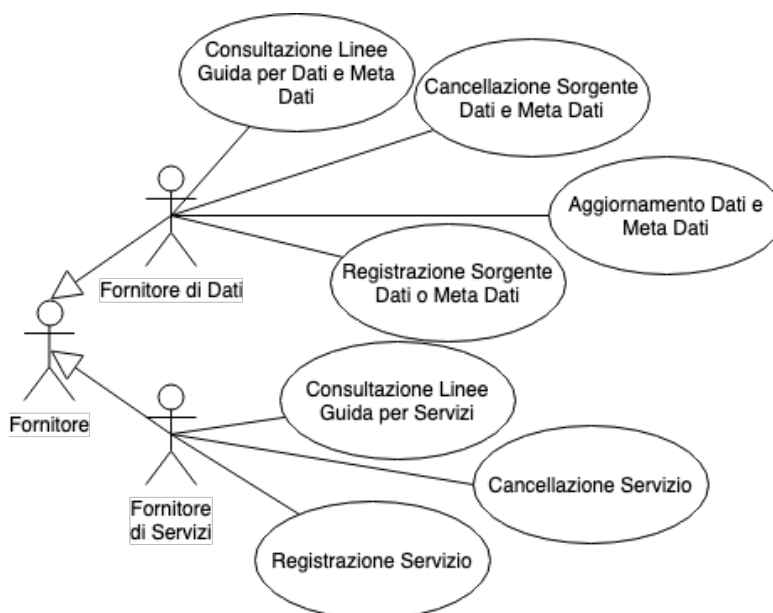 Consultazione Linee
Guida per Dati e Meta
Dati
Cancellazione Sorgente
Dati e Meta Dati
Aggiornamento Dati e
Meta Dati
Fornitore di Dati
Registrazione Sorgente
Dati o Meta Dati
Fornitore
Consultazione Linee
Guida per Servizi
Cancellazione Servizio
Fornitore
di Servizi
Registrazione Servizio